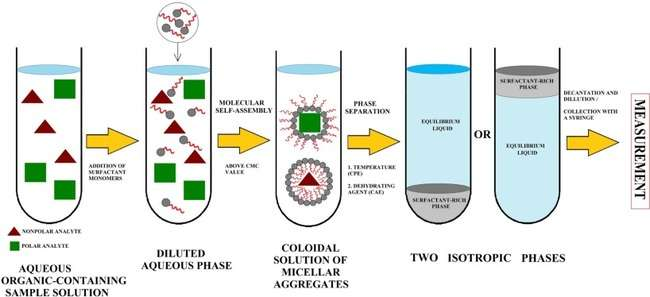 ADDITION OF
SURFACTANT
MONOMERS
NONPOLAR ANALYTE
POLAR ANALYTE
AQUEOUS
ORGANIC-CONTAINING
SAMPLE SOLUTION
DILUTED
AQUEOUS PHASE
MOLECULAR
SELF-ASSEMBLY
ABOVE CMC
VALUE
COLLOIDAL
SOLUTION OF
MICELLAR
AGGREGATES
PHASE
SEPARATION
1. TEMPERATURE
(CPE)
2. DEHYDRATING
AGENT (CAE)
EQUILIBRIUM
LIQUID
SURFACTANT-RICH
PHASE
OR
SURFACTANT-RICH
PHASE
EQUILIBRIUM
LIQUID
TWO ISOTROPIC PHASES
DECANTATION AND
DILUTION /
COLLECTION WITH
A SYRINGE
MEASUREMENT